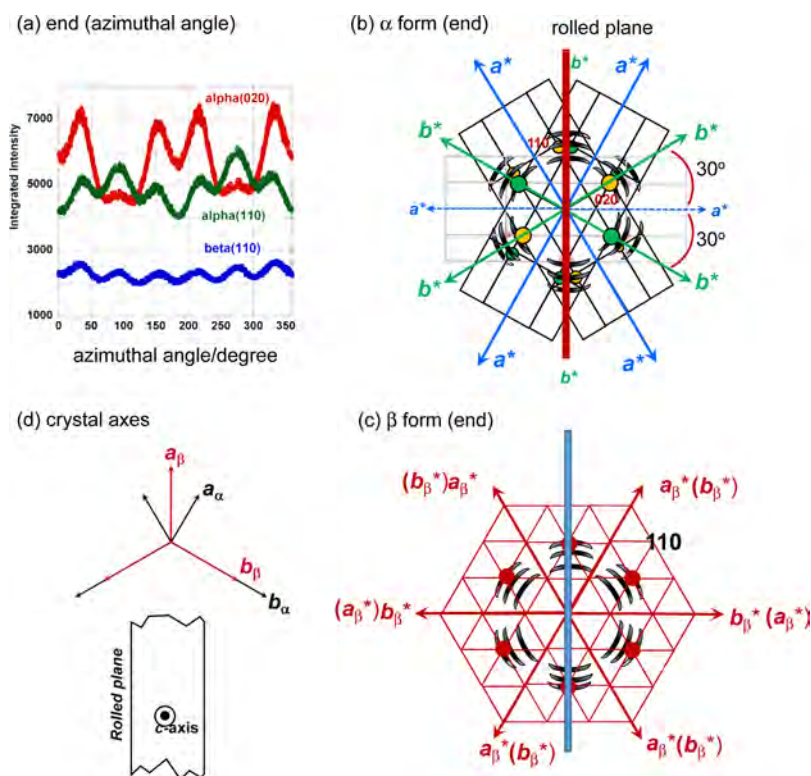 (a) end (azimuthal angle)
alpha(020)
7000
Integrated Intensity
5000
alpha(110)
3000
beta(110)
1000
0 50 100 150 200 250 300 350
azimuthal angle/degree
(b) α form (end)
rolled plane
b*
a* a*
b* b*
110
30°
020
a* a*
30°
b* b*
a* a*
b*
(d) crystal axes
aβ
aα
bβ
bα
Rolled plane
c-axis
(c) β form (end)
(bβ*)aβ* aβ*(bβ*)
110
(aβ*)bβ* bβ*(aβ*)
aβ*(bβ*) aβ*(bβ*)